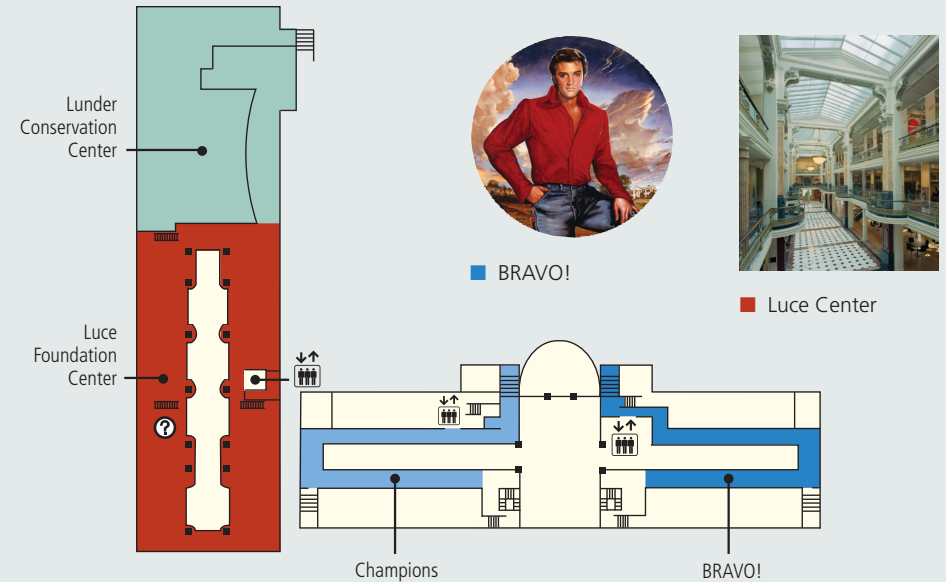 Lunder
Conservation
Center
BRAVO!
Luce Center
Luce
Foundation
Center
?
Champions
BRAVO!